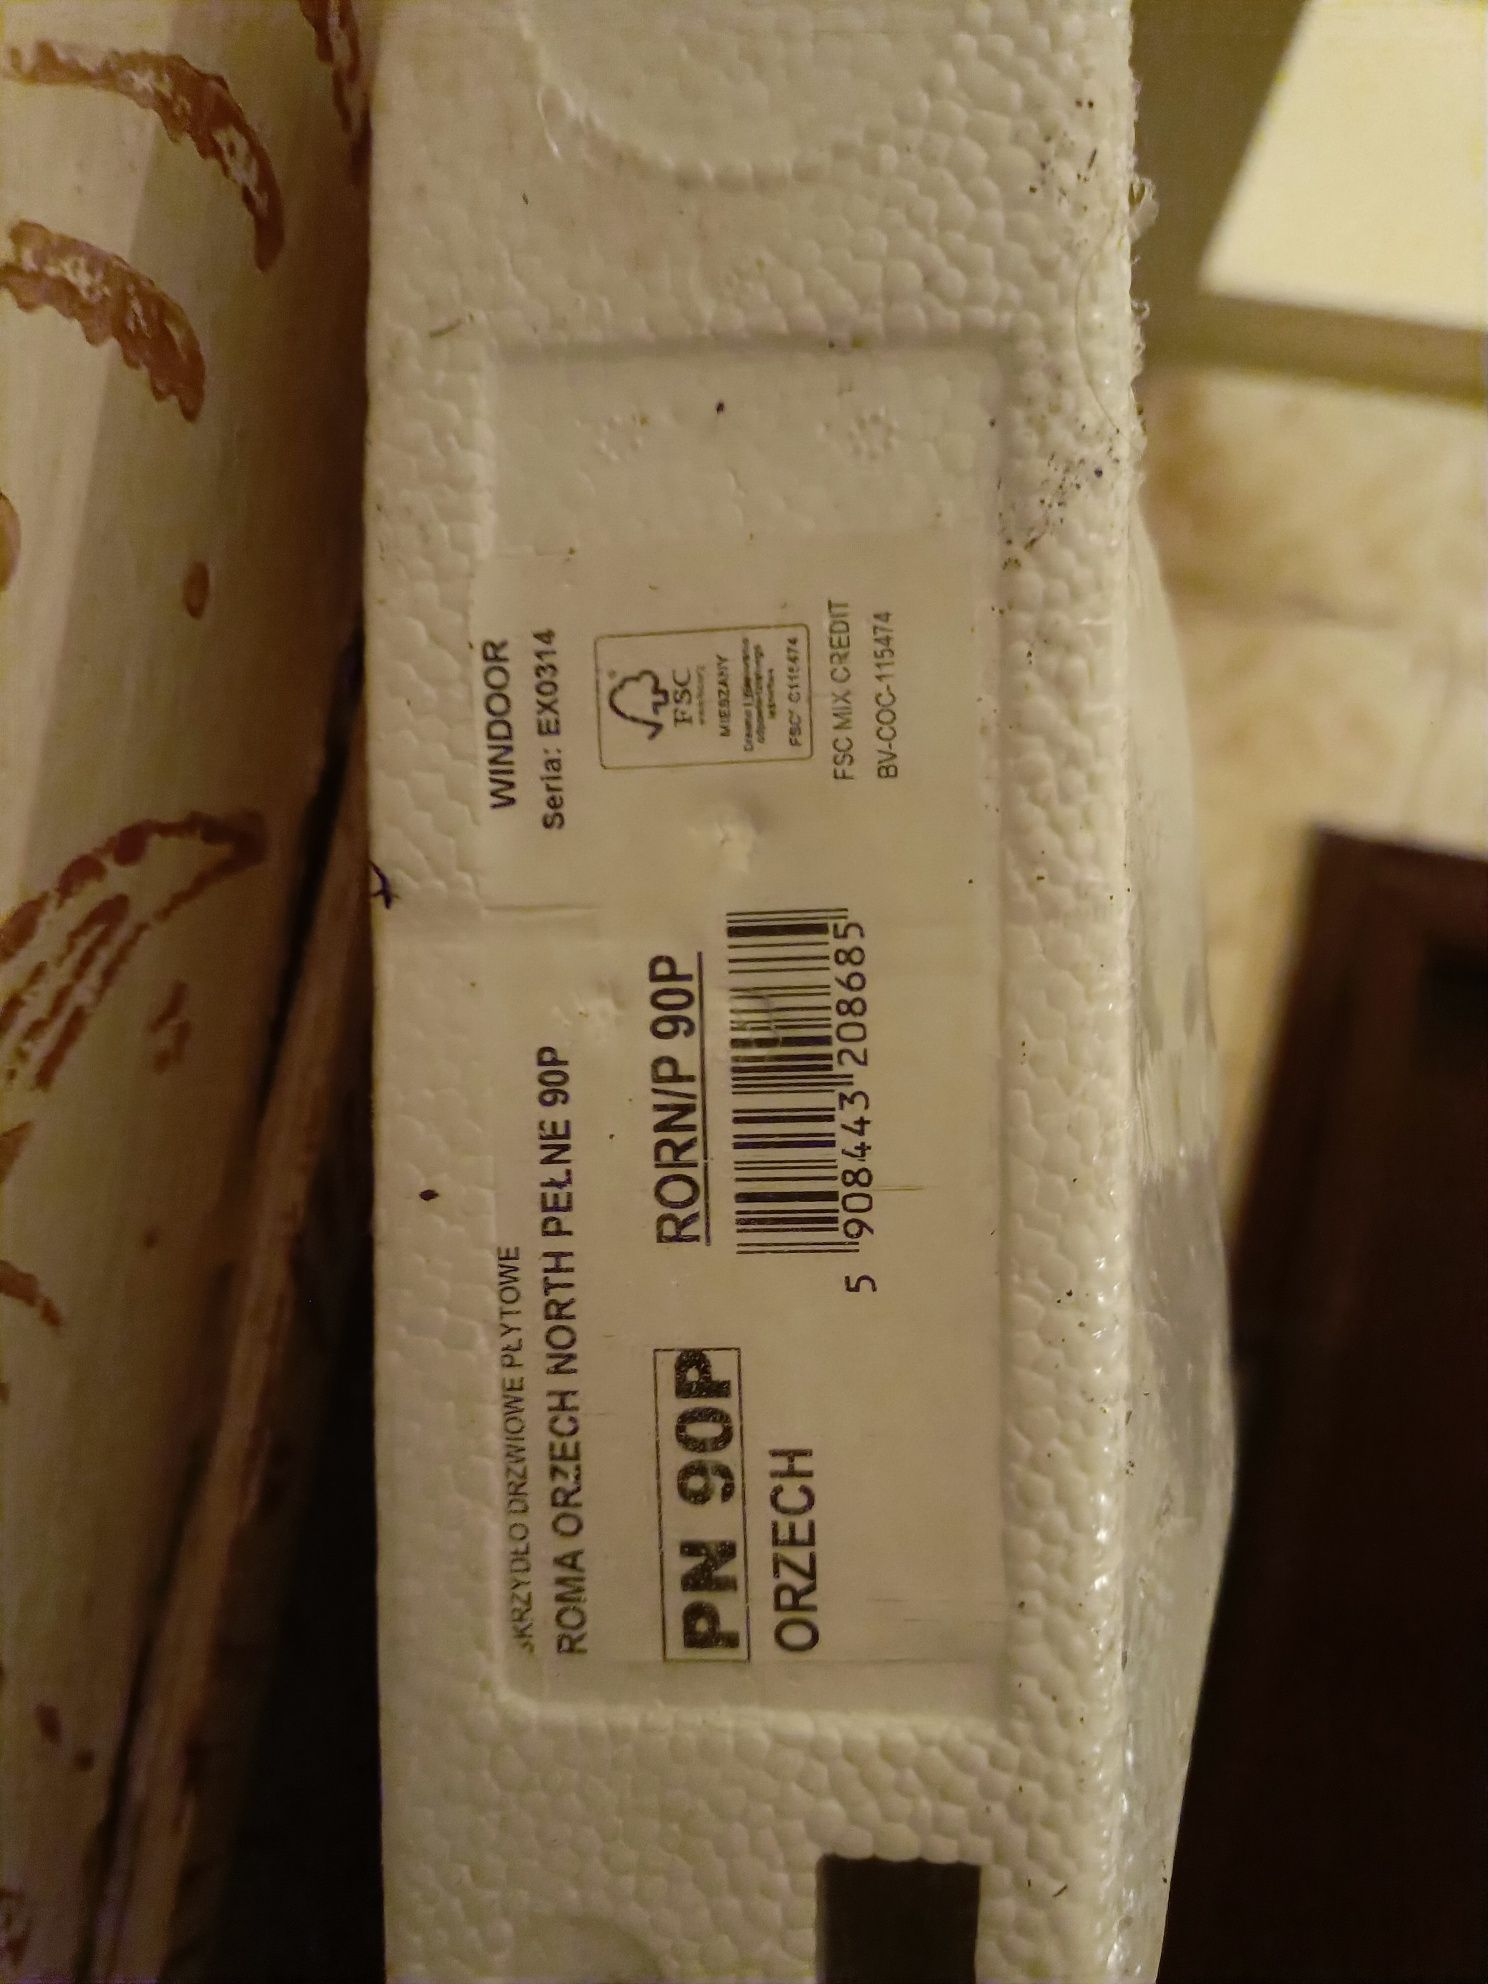 SKRZYDŁO DRZWIOWE PŁYTOWE
ROMA ORZECH NORTH PEŁNE 90P
PN 90P
ORZECH
RORN/P 90P
5 908443 208685
WINDOOR
Seria: EX0314
FSC
MIESZANY
FSC MIX CREDIT
BV-COC-115474